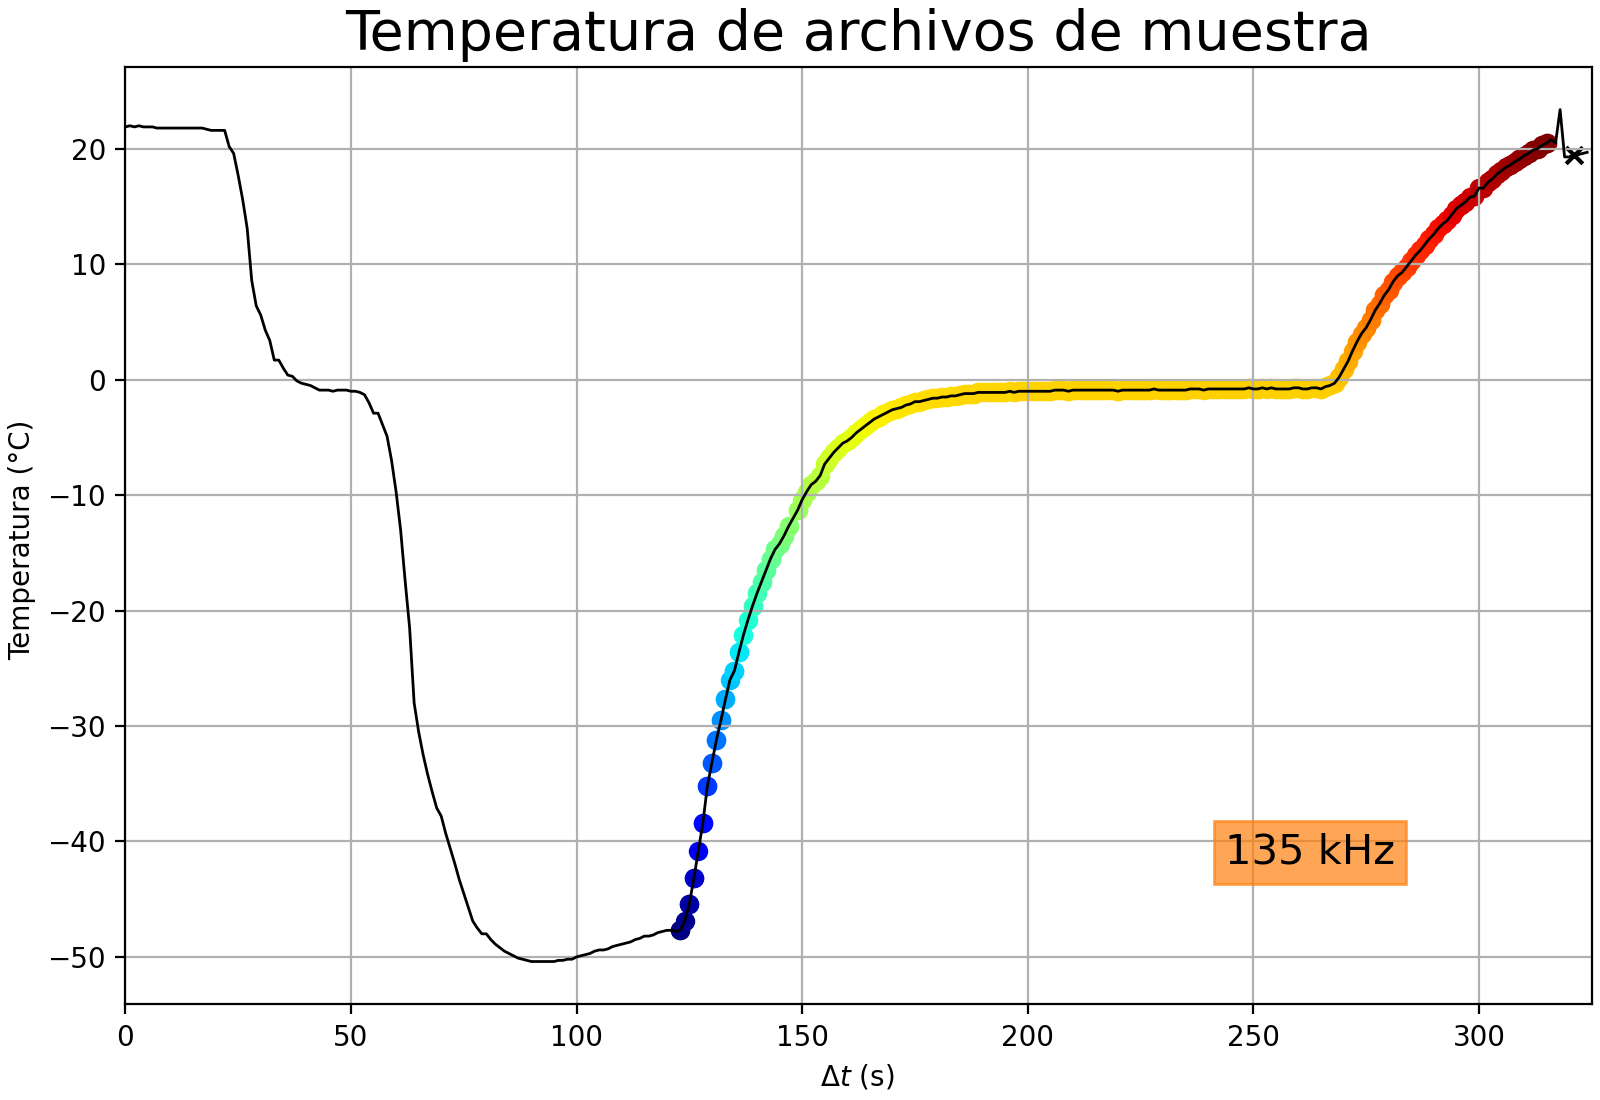 Temperatura de archivos de muestra
Temperatura (°C)
20
10
0
−10
−20
−30
−40
−50
135 kHz
0 50 100 150 200 250 300
Δt (s)